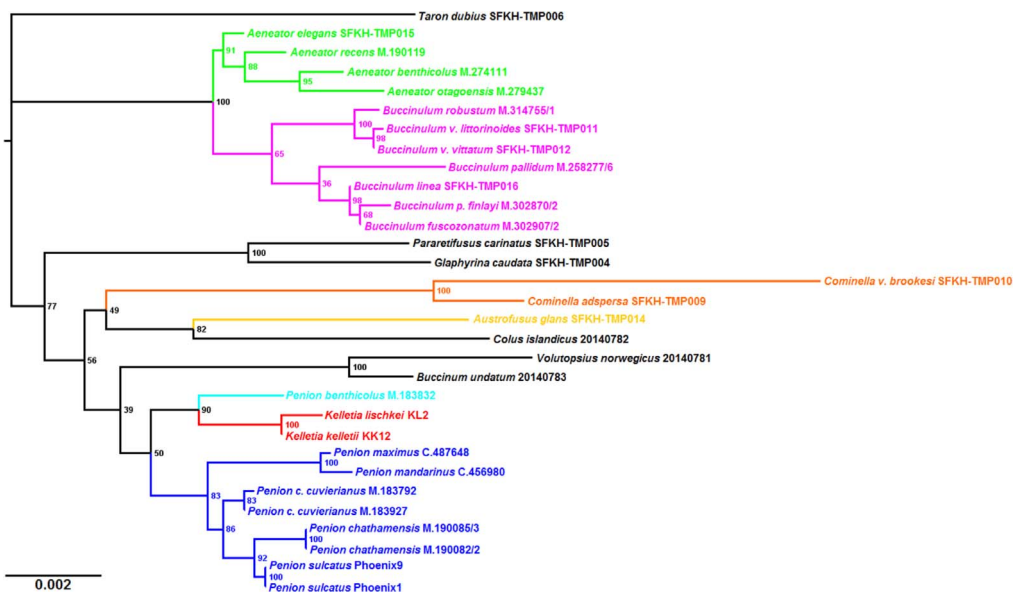 Taron dubius SFKH-TMP006
Aeneator elegans SFKH-TMP015
91
Aeneator recens M.190119
88
Aeneator benthicolus M.274111
95
Aeneator otagoensis M.279437
100
Buccinulum robustum M.314755/1
100
Buccinulum v. littorinoides SFKH-TMP011
98
Buccinulum v. vittatum SFKH-TMP012
65
Buccinulum pallidum M.258277/6
36
Buccinulum linea SFKH-TMP016
98
Buccinulum p. finlayi M.302870/2
68
Buccinulum fuscozonatum M.302907/2
Pararetifusus carinatus SFKH-TMP005
100
Glaphyrina caudata SFKH-TMP004
77
Cominella v. brookesi SFKH-TMP010
100
Cominella adspersa SFKH-TMP009
49
Austrofusus glans SFKH-TMP014
82
Colus islandicus 20140782
56
Volutopsius norwegicus 20140781
100
Buccinum undatum 20140783
39
Penion benthicolus M.183832
90
Kelletia lischkei KL2
100
Kelletia kelletii KK12
50
Penion maximus C.487648
100
Penion mandarinus C.456980
83
Penion c. cuvierianus M.183792
83
Penion c. cuvierianus M.183927
86
Penion chathamensis M.190085/3
100
Penion chathamensis M.190082/2
92
Penion sulcatus Phoenix9
100
Penion sulcatus Phoenix1
0.002